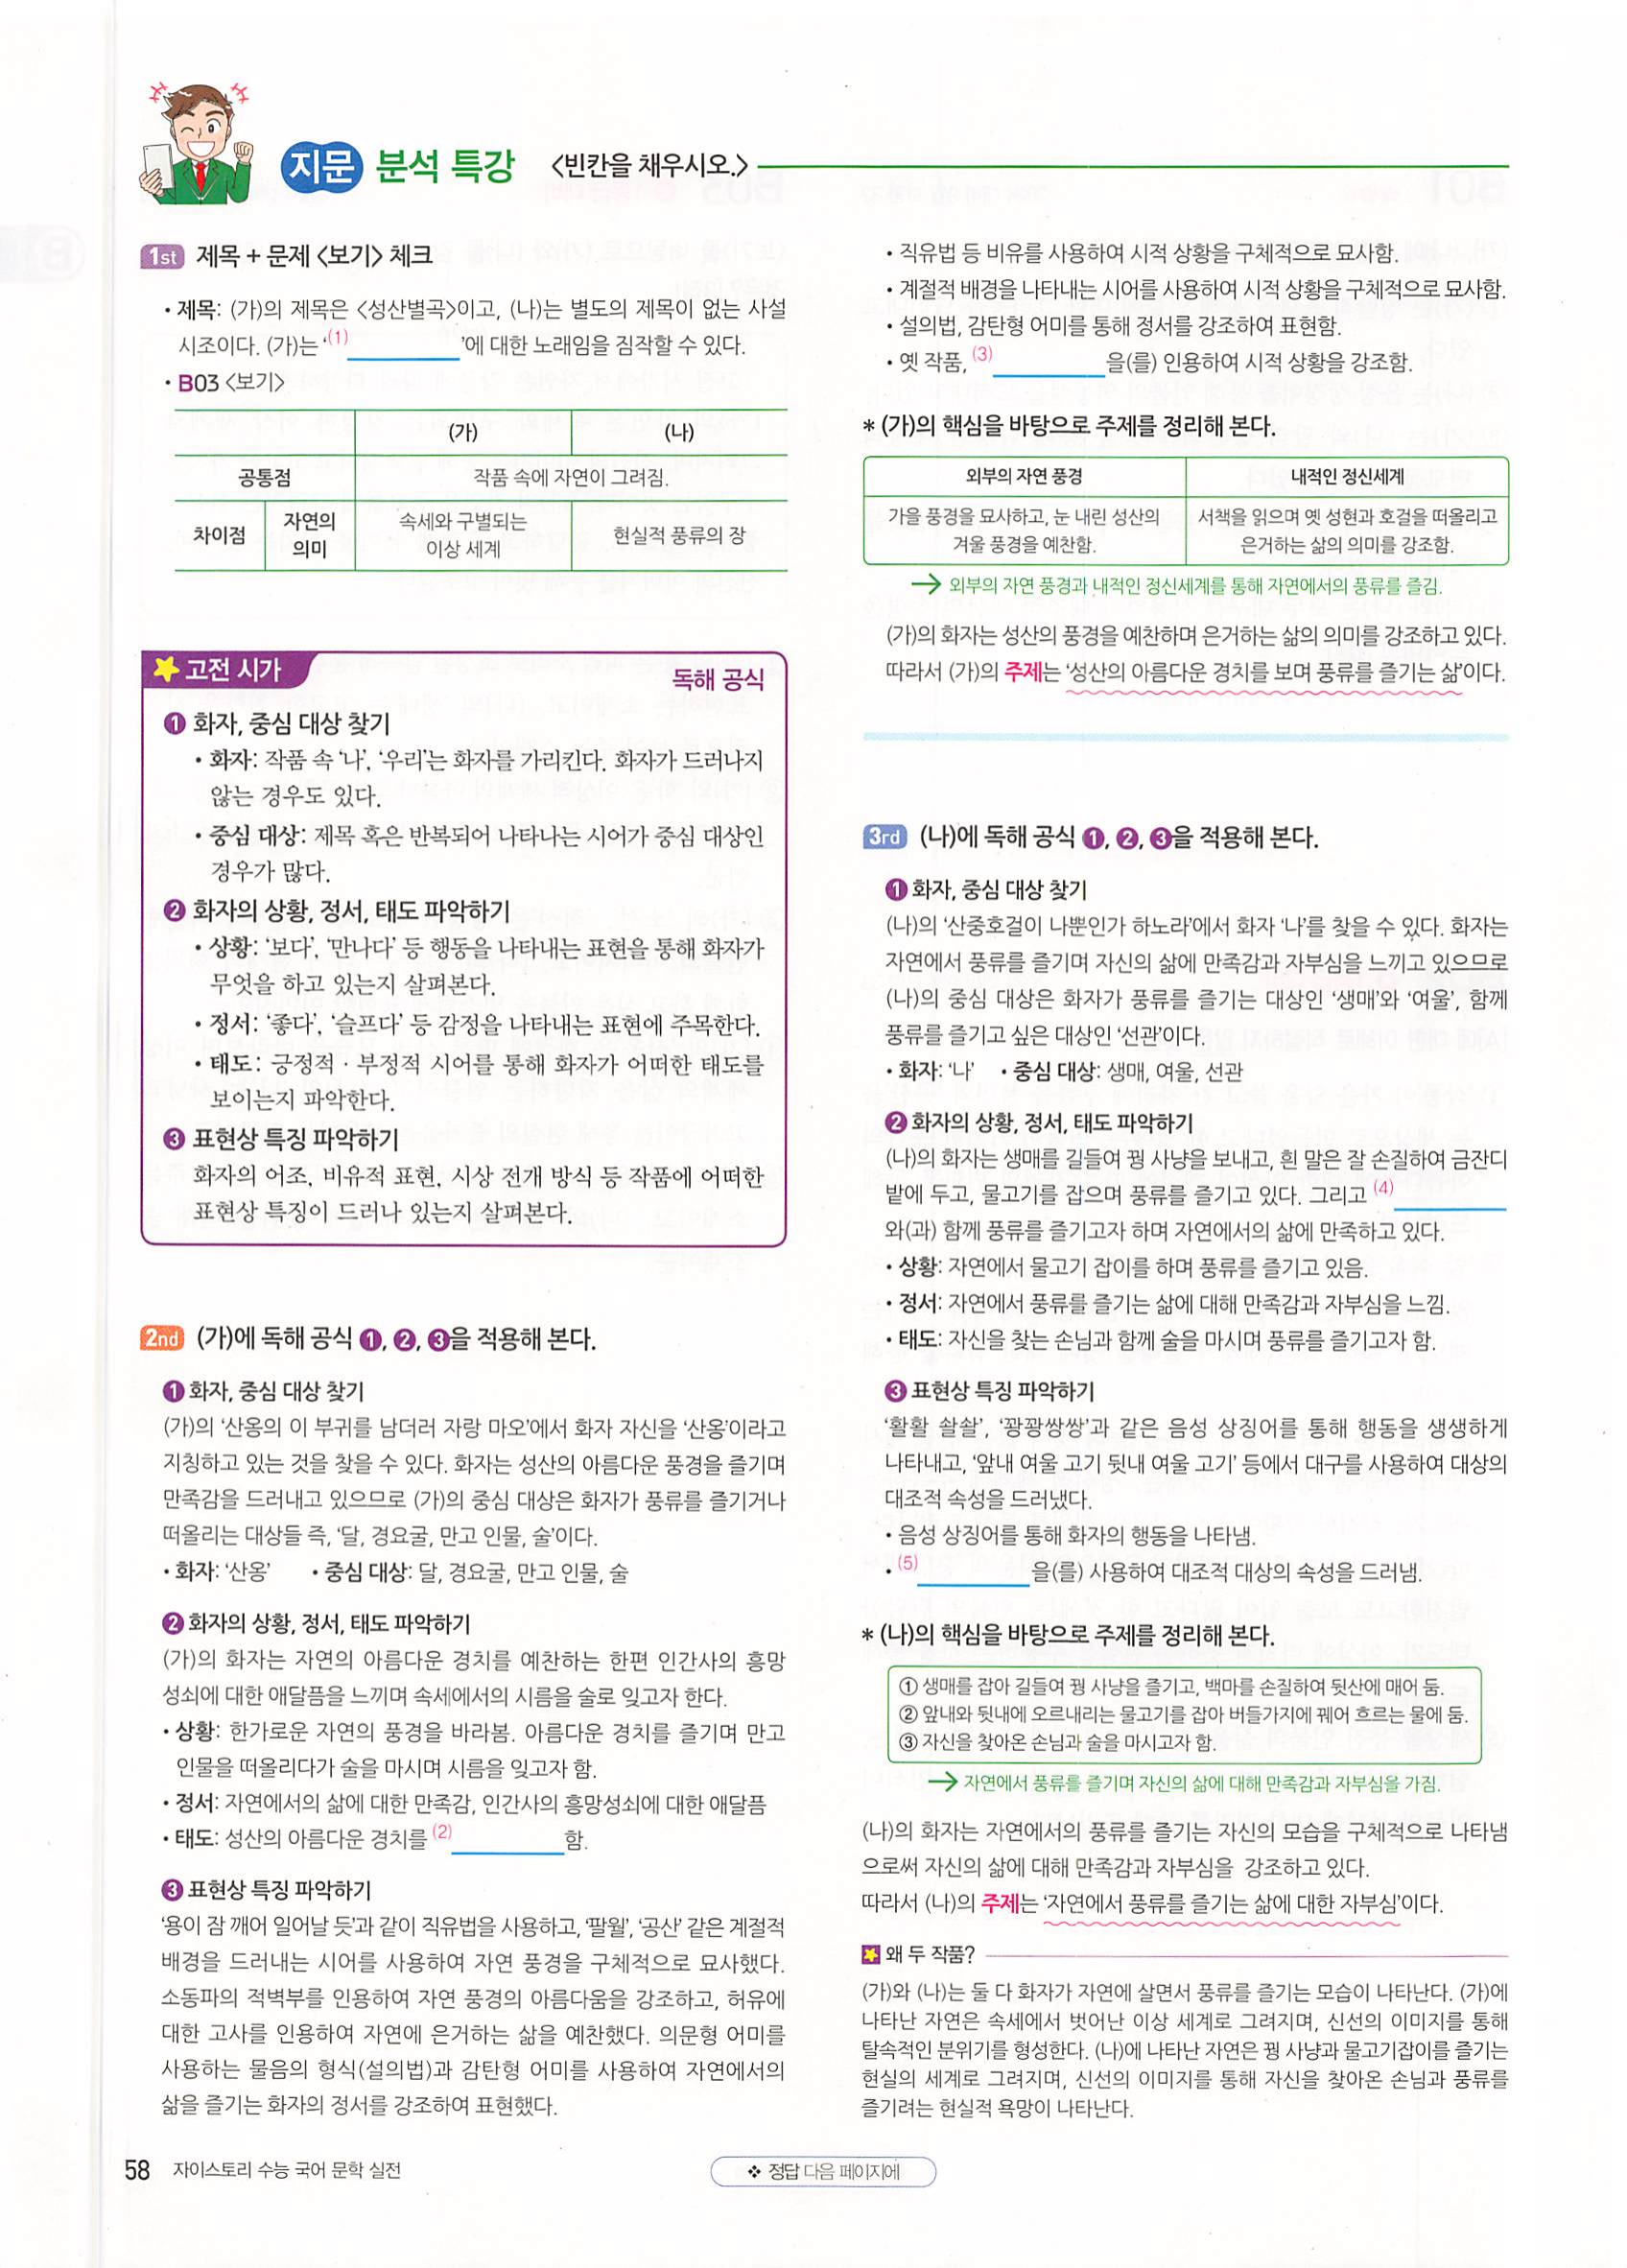 지문 분석 특강 <빈칸을 채우시오.>
1st 제목 + 문제 <보기> 체크
• 제목: (가)의 제목은 <성산별곡>이고, (나)는 별도의 제목이 없는 사설
시조이다. (가)는 '(1) ________'에 대한 노래임을 짐작할 수 있다.
• B03 <보기>
(가) (나)
공통점 작품 속에 자연이 그려짐.
차이점 자연의 의미 속세와 구별되는 이상 세계 현실적 풍류의 장
고전 시가 독해 공식
❶ 화자, 중심 대상 찾기
• 화자: 작품 속 '나', '우리'는 화자를 가리킨다. 화자가 드러나지
않는 경우도 있다.
• 중심 대상: 제목 혹은 반복되어 나타나는 시어가 중심 대상인
경우가 많다.
❷ 화자의 상황, 정서, 태도 파악하기
• 상황: '보다', '만나다' 등 행동을 나타내는 표현을 통해 화자가
무엇을 하고 있는지 살펴본다.
• 정서: '좋다', '슬프다' 등 감정을 나타내는 표현에 주목한다.
• 태도: 긍정적 · 부정적 시어를 통해 화자가 어떠한 태도를
보이는지 파악한다.
❸ 표현상 특징 파악하기
화자의 어조, 비유적 표현, 시상 전개 방식 등 작품에 어떠한
표현상 특징이 드러나 있는지 살펴본다.
2nd (가)에 독해 공식 ❶, ❷, ❸을 적용해 본다.
❶ 화자, 중심 대상 찾기
(가)의 '산옹의 이 부귀를 남더러 자랑 마오'에서 화자 자신을 '산옹'이라고
지칭하고 있는 것을 찾을 수 있다. 화자는 성산의 아름다운 풍경을 즐기며
만족감을 드러내고 있으므로 (가)의 중심 대상은 화자가 풍류를 즐기거나
떠올리는 대상들 즉, '달, 경요굴, 만고 인물, 술'이다.
• 화자: '산옹' • 중심 대상: 달, 경요굴, 만고 인물, 술
❷ 화자의 상황, 정서, 태도 파악하기
(가)의 화자는 자연의 아름다운 경치를 예찬하는 한편 인간사의 흥망
성쇠에 대한 애달픔을 느끼며 속세에서의 시름을 술로 잊고자 한다.
• 상황: 한가로운 자연의 풍경을 바라봄. 아름다운 경치를 즐기며 만고
인물을 떠올리다가 술을 마시며 시름을 잊고자 함.
• 정서: 자연에서의 삶에 대한 만족감, 인간사의 흥망성쇠에 대한 애달픔
• 태도: 성산의 아름다운 경치를 (2) ________함.
❸ 표현상 특징 파악하기
'용이 잠 깨어 일어날 듯'과 같이 직유법을 사용하고, '팔월', '공산' 같은 계절적
배경을 드러내는 시어를 사용하여 자연 풍경을 구체적으로 묘사했다.
소동파의 적벽부를 인용하여 자연 풍경의 아름다움을 강조하고, 허유에
대한 고사를 인용하여 자연에 은거하는 삶을 예찬했다. 의문형 어미를
사용하는 물음의 형식(설의법)과 감탄형 어미를 사용하여 자연에서의
삶을 즐기는 화자의 정서를 강조하여 표현했다.
• 직유법 등 비유를 사용하여 시적 상황을 구체적으로 묘사함.
• 계절적 배경을 나타내는 시어를 사용하여 시적 상황을 구체적으로 묘사함.
• 설의법, 감탄형 어미를 통해 정서를 강조하여 표현함.
• 옛 작품, (3) ________을(를) 인용하여 시적 상황을 강조함.
* (가)의 핵심을 바탕으로 주제를 정리해 본다.
외부의 자연 풍경 내적인 정신세계
가을 풍경을 묘사하고, 눈 내린 성산의 서책을 읽으며 옛 성현과 호걸을 떠올리고
겨울 풍경을 예찬함. 은거하는 삶의 의미를 강조함.
→ 외부의 자연 풍경과 내적인 정신세계를 통해 자연에서의 풍류를 즐김.
(가)의 화자는 성산의 풍경을 예찬하며 은거하는 삶의 의미를 강조하고 있다.
따라서 (가)의 주제는 '성산의 아름다운 경치를 보며 풍류를 즐기는 삶'이다.
3rd (나)에 독해 공식 ❶, ❷, ❸을 적용해 본다.
❶ 화자, 중심 대상 찾기
(나)의 '산중호걸이 나뿐인가 하노라'에서 화자 '나'를 찾을 수 있다. 화자는
자연에서 풍류를 즐기며 자신의 삶에 만족감과 자부심을 느끼고 있으므로
(나)의 중심 대상은 화자가 풍류를 즐기는 대상인 '생매'와 '여울', 함께
풍류를 즐기고 싶은 대상인 '선관'이다.
• 화자: '나' • 중심 대상: 생매, 여울, 선관
❷ 화자의 상황, 정서, 태도 파악하기
(나)의 화자는 생매를 길들여 꿩 사냥을 보내고, 흰 말은 잘 손질하여 금잔디
밭에 두고, 물고기를 잡으며 풍류를 즐기고 있다. 그리고 (4) ________
와(과) 함께 풍류를 즐기고자 하며 자연에서의 삶에 만족하고 있다.
• 상황: 자연에서 물고기 잡이를 하며 풍류를 즐기고 있음.
• 정서: 자연에서 풍류를 즐기는 삶에 대해 만족감과 자부심을 느낌.
• 태도: 자신을 찾는 손님과 함께 술을 마시며 풍류를 즐기고자 함.
❸ 표현상 특징 파악하기
'활활 솰솰', '꽝꽝쌍쌍'과 같은 음성 상징어를 통해 행동을 생생하게
나타내고, '앞내 여울 고기 뒷내 여울 고기' 등에서 대구를 사용하여 대상의
대조적 속성을 드러냈다.
• 음성 상징어를 통해 화자의 행동을 나타냄.
• (5) ________을(를) 사용하여 대조적 대상의 속성을 드러냄.
* (나)의 핵심을 바탕으로 주제를 정리해 본다.
① 생매를 잡아 길들여 꿩 사냥을 즐기고, 백마를 손질하여 뒷산에 매어 둠.
② 앞내와 뒷내에 오르내리는 물고기를 잡아 버들가지에 꿰어 흐르는 물에 둠.
③ 자신을 찾아온 손님과 술을 마시고자 함.
→ 자연에서 풍류를 즐기며 자신의 삶에 대해 만족감과 자부심을 가짐.
(나)의 화자는 자연에서의 풍류를 즐기는 자신의 모습을 구체적으로 나타냄
으로써 자신의 삶에 대해 만족감과 자부심을 강조하고 있다.
따라서 (나)의 주제는 '자연에서 풍류를 즐기는 삶에 대한 자부심'이다.
왜 두 작품?
(가)와 (나)는 둘 다 화자가 자연에 살면서 풍류를 즐기는 모습이 나타난다. (가)에
나타난 자연은 속세에서 벗어난 이상 세계로 그려지며, 신선의 이미지를 통해
탈속적인 분위기를 형성한다. (나)에 나타난 자연은 꿩 사냥과 물고기잡이를 즐기는
현실의 세계로 그려지며, 신선의 이미지를 통해 자신을 찾아온 손님과 풍류를
즐기려는 현실적 욕망이 나타난다.
58 자이스토리 수능 국어 문학 실전
❖ 정답 다음 페이지에